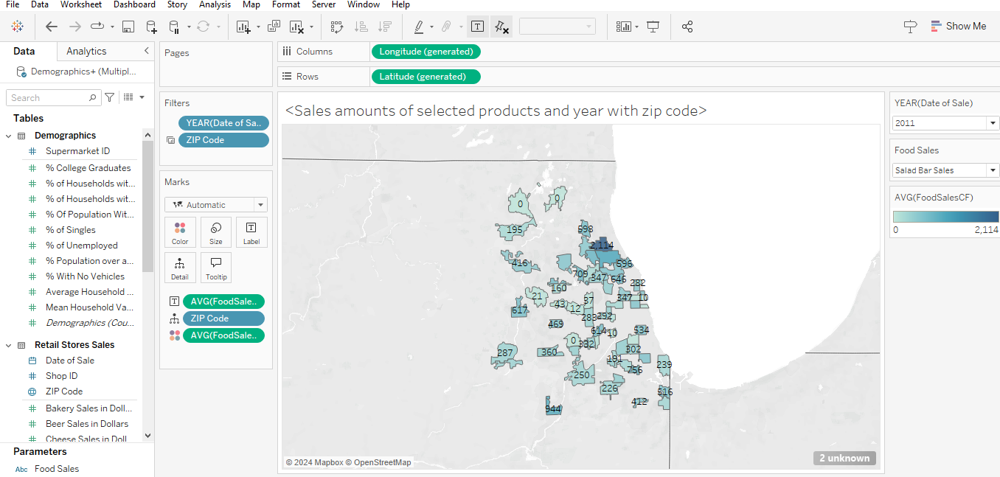 File Data Worksheet Dashboard Story Analysis Map Format Server Window Help
Show Me
Data Analytics
Demographics+ (Multipl...
Search
Tables
Demographics
Supermarket ID
% College Graduates
% of Households wit...
% of Households wit...
% Of Population Wit...
% of Singles
% of Unemployed
% Population over a...
% With No Vehicles
Average Household ...
Mean Household Va...
Demographics (Cou...
Retail Stores Sales
Date of Sale
Shop ID
ZIP Code
Bakery Sales in Doll...
Beer Sales in Dollars
Cheese Sales in Doll
Parameters
Abc Food Sales
Pages
Filters
YEAR(Date of Sa..
ZIP Code
Marks
Automatic
Color Size Label
Detail Tooltip
AVG(FoodSale..
ZIP Code
AVG(FoodSale..
Columns Longitude (generated)
Rows Latitude (generated)
<Sales amounts of selected products and year with zip code>
0
0
195
598
2,114
416
596
709
347
646
282
160
21
37
347
10
43
12
617
283
292
469
614
10
534
0
332
302
287
360
191
239
756
250
226
516
412
944
© 2024 Mapbox © OpenStreetMap
2 unknown
YEAR(Date of Sale)
2011
Food Sales
Salad Bar Sales
AVG(FoodSalesCF)
0 2,114